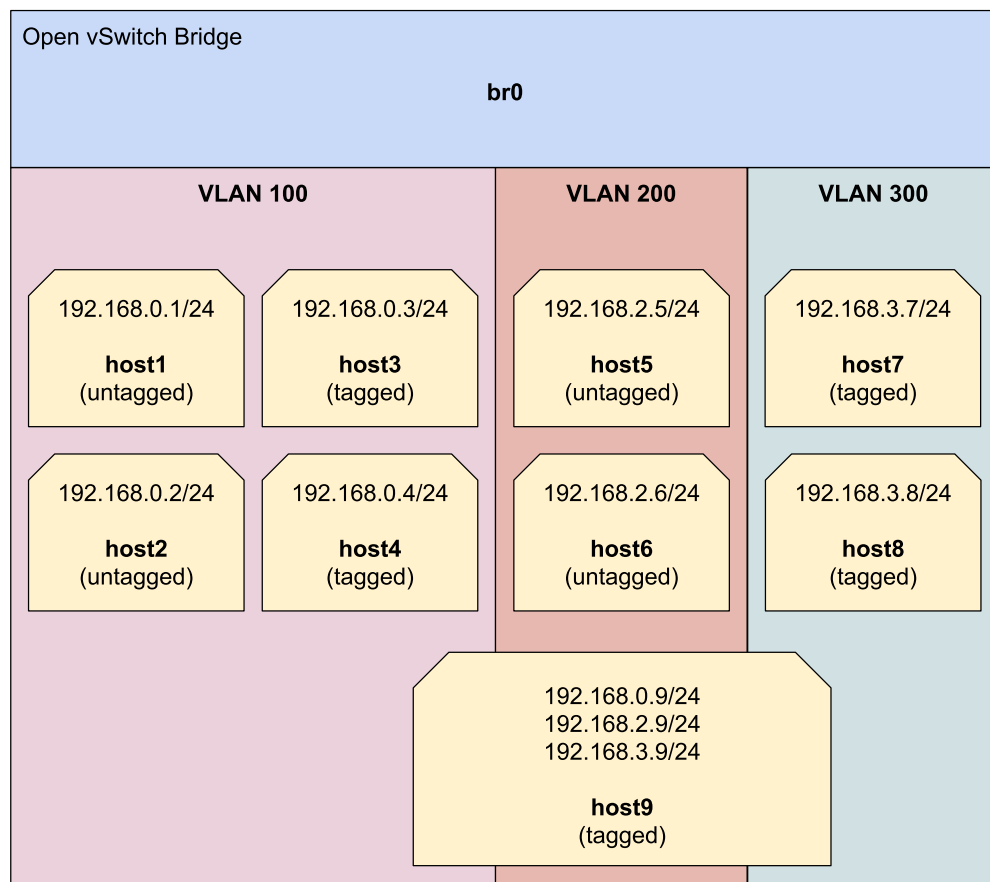 Open vSwitch Bridge
br0
VLAN 100
VLAN 200
VLAN 300
192.168.0.1/24
host1
(untagged)
192.168.0.3/24
host3
(tagged)
192.168.2.5/24
host5
(untagged)
192.168.3.7/24
host7
(tagged)
192.168.0.2/24
host2
(untagged)
192.168.0.4/24
host4
(tagged)
192.168.2.6/24
host6
(untagged)
192.168.3.8/24
host8
(tagged)
192.168.0.9/24
192.168.2.9/24
192.168.3.9/24
host9
(tagged)